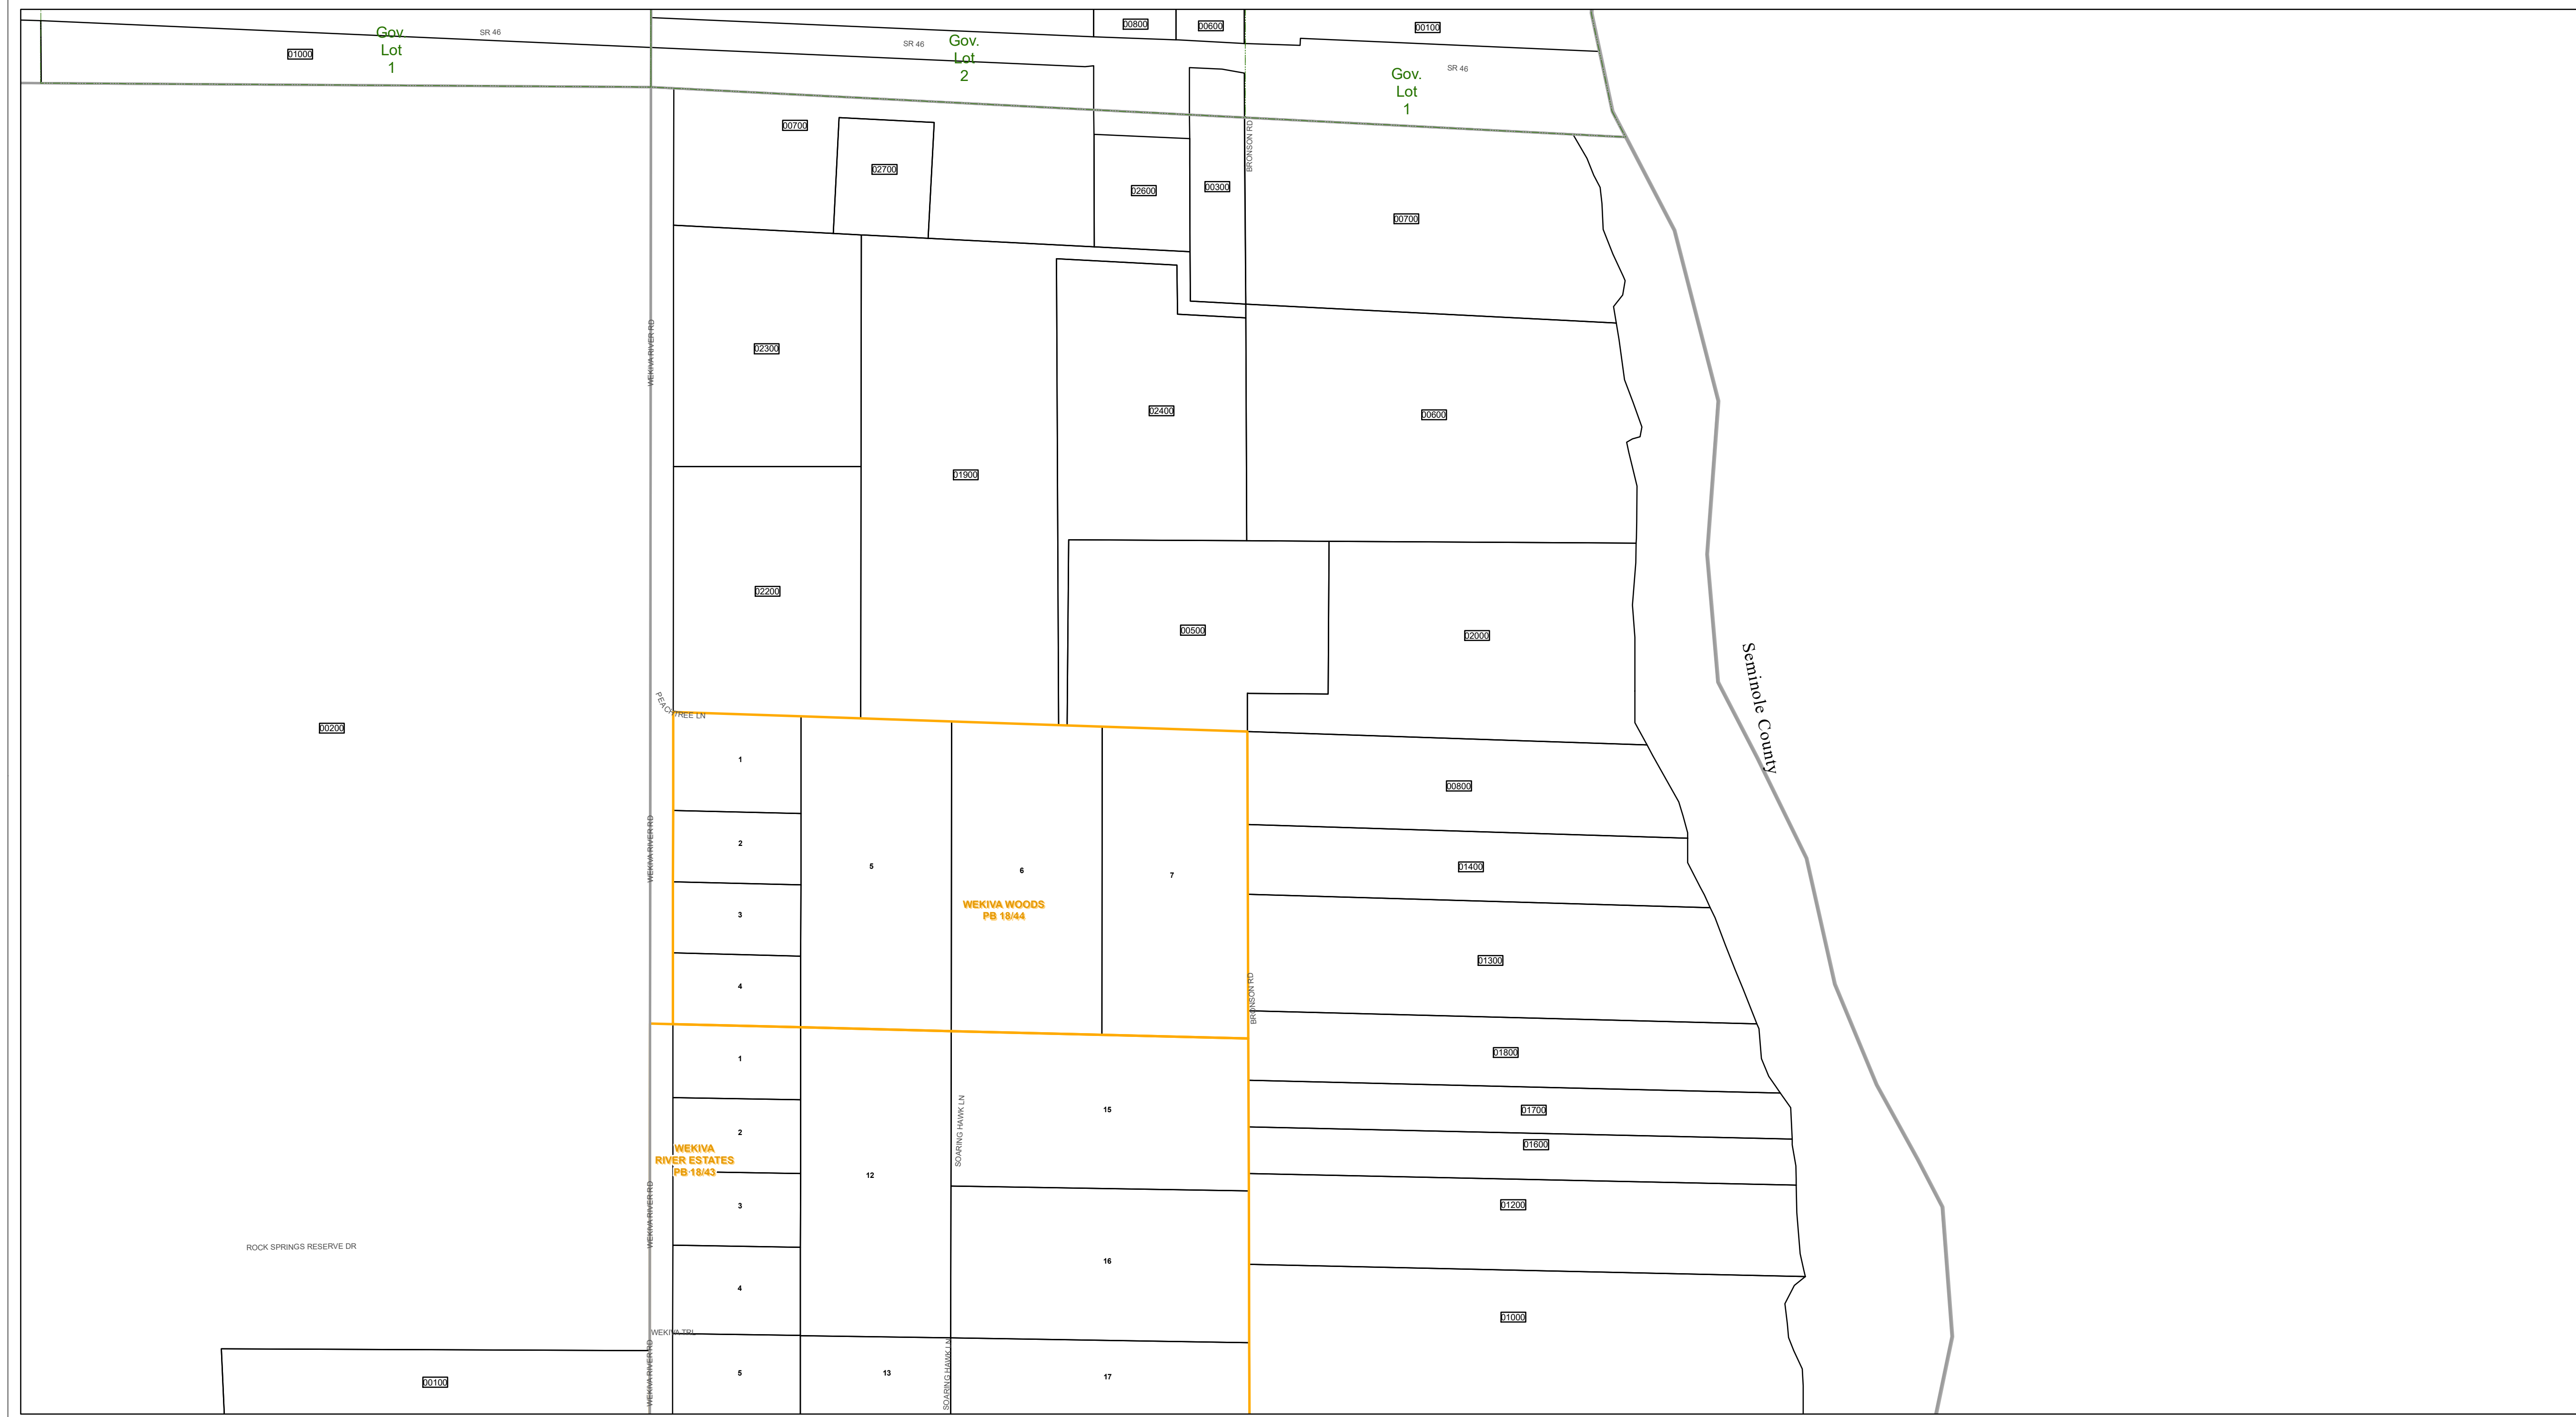 00800
00600
00100
Gov
Lot
1
SR 46
01000
SR 46
Gov.
Lot
2
Gov.
Lot
1
SR 46
00700
02700
02600
00300
BRONSON RD
00700
WEKIVA RIVER RD
02300
02400
00600
01900
02200
00500
02000
Seminole County
PEACHTREE LN
00200
1
00800
2
WEKIVA RIVER RD
5
6
7
01400
WEKIVA WOODS
PB 18/44
3
01300
4
BRONSON RD
1
01800
15
01700
SOARING HAWK LN
2
01600
WEKIVA
RIVER ESTATES
PB 18/43
12
3
WEKIVA RIVER RD
01200
ROCK SPRINGS RESERVE DR
16
4
01000
WEKIVA TRL
WEKIVA RIVER RD
5
13
SOARING HAWK LN
17
00100